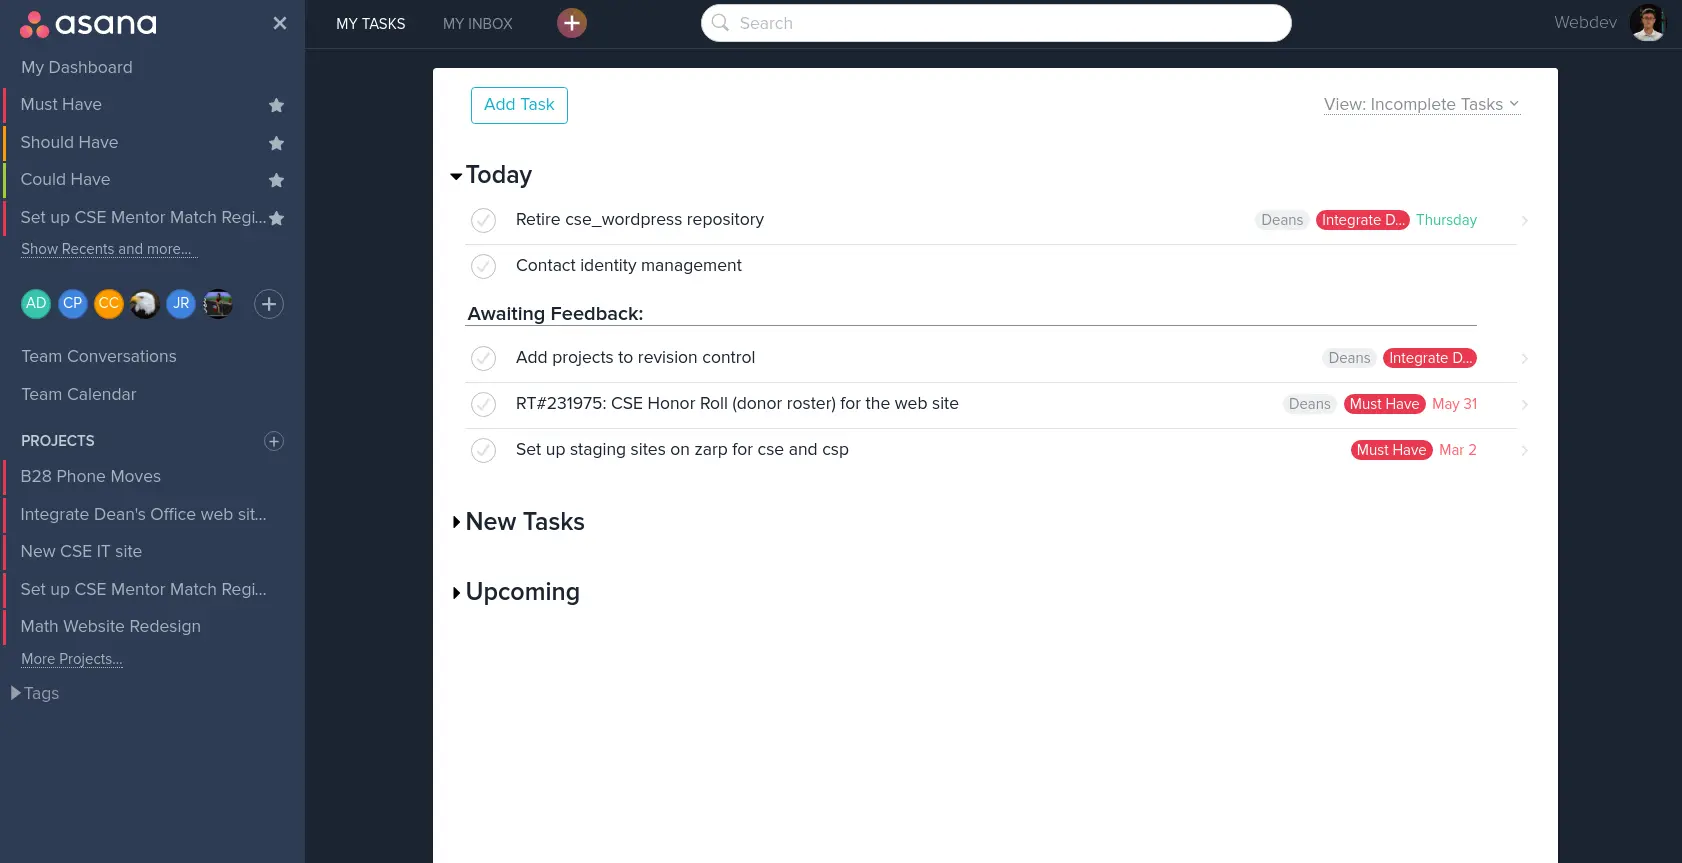 asana
My Dashboard
Must Have
Should Have
Could Have
Set up CSE Mentor Match Regi...
Show Recents and more...
AD CP CC JR
Team Conversations
Team Calendar
PROJECTS
B28 Phone Moves
Integrate Dean's Office web sit...
New CSE IT site
Set up CSE Mentor Match Regi...
Math Website Redesign
More Projects...
Tags
MY TASKS MY INBOX Search Webdev
Add Task View: Incomplete Tasks
Today
Retire cse_wordpress repository Deans Integrate D... Thursday
Contact identity management
Awaiting Feedback:
Add projects to revision control Deans Integrate D...
RT#231975: CSE Honor Roll (donor roster) for the web site Deans Must Have May 31
Set up staging sites on zarp for cse and csp Must Have Mar 2
New Tasks
Upcoming